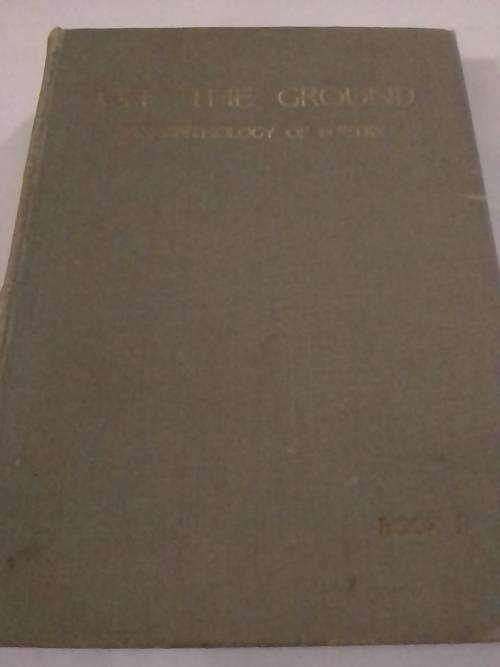 THE GROUND
ANTHOLOGY OF POETRY
BOOK I